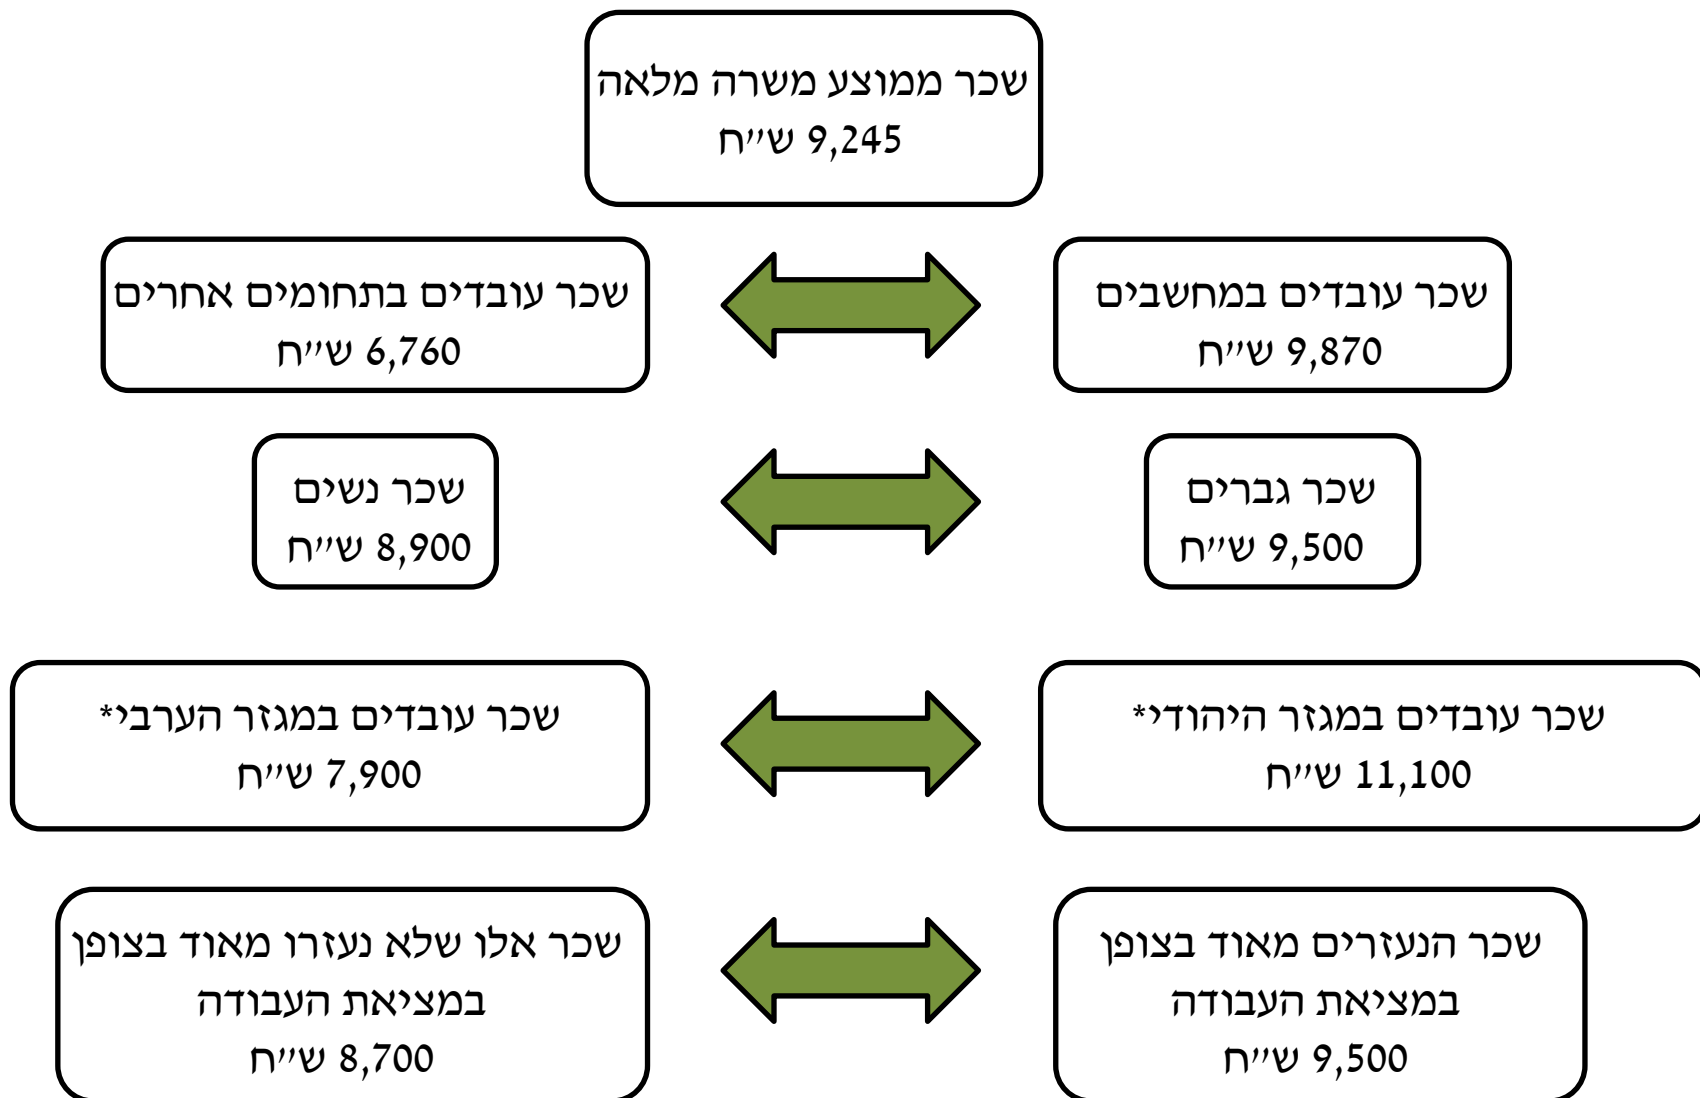 שכר ממוצע משרה מלאה
9,245 ש''ח
שכר עובדים במחשבים
9,870 ש''ח
שכר עובדים בתחומים אחרים
6,760 ש''ח
שכר גברים
9,500 ש''ח
שכר נשים
8,900 ש''ח
שכר עובדים במגזר היהודי*
11,100 ש''ח
שכר עובדים במגזר הערבי*
7,900 ש''ח
שכר הנעזרים מאוד בצופן
במציאת העבודה
9,500 ש''ח
שכר אלו שלא נעזרו מאוד בצופן
במציאת העבודה
8,700 ש''ח